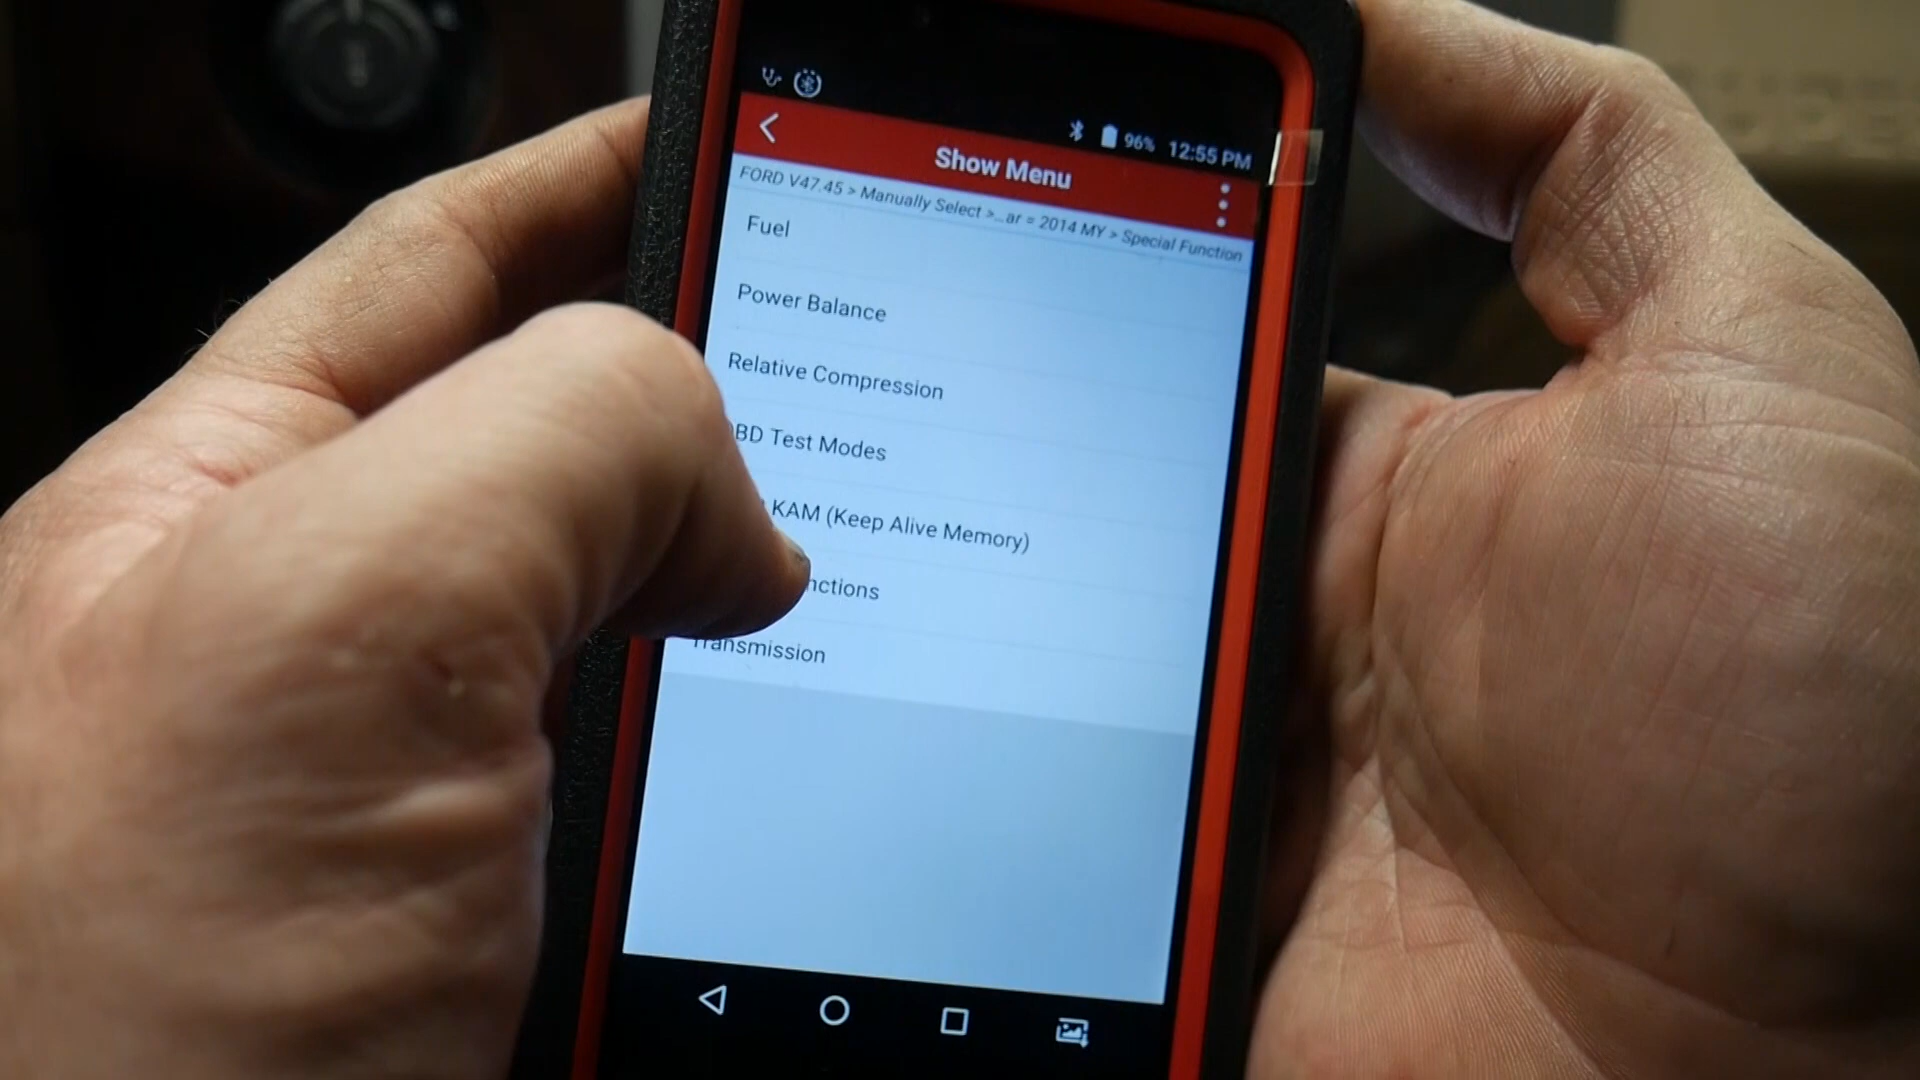 96% 12:55 PM
Show Menu
FORD V47.45 > Manually Select >...ar = 2014 MY > Special Function
Fuel
Power Balance
Relative Compression
BD Test Modes
KAM (Keep Alive Memory)
nctions
Transmission